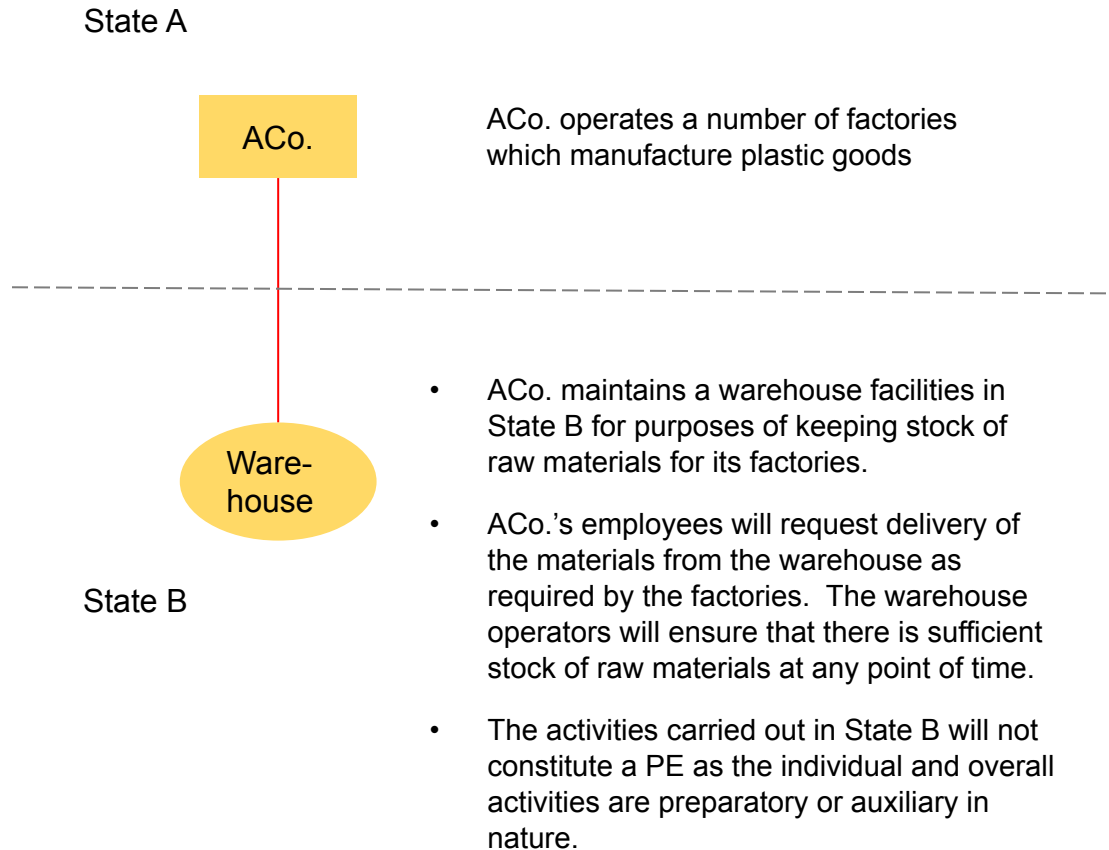 State A
ACo.
ACo. operates a number of factories
which manufacture plastic goods
Ware-
house
State B
• ACo. maintains a warehouse facilities in
State B for purposes of keeping stock of
raw materials for its factories.
• ACo.’s employees will request delivery of
the materials from the warehouse as
required by the factories.  The warehouse
operators will ensure that there is sufficient
stock of raw materials at any point of time.
• The activities carried out in State B will not
constitute a PE as the individual and overall
activities are preparatory or auxiliary in
nature.